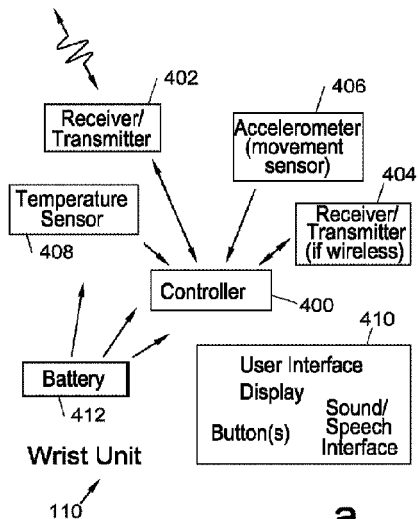 402
406
Receiver/
Transmitter
Accelerometer
(movement
sensor)
404
Temperature
Sensor
408
Receiver/
Transmitter
(if wireless)
Controller
400
410
Battery
412
User Interface
Display
Button(s)
Sound/
Speech
Interface
Wrist Unit
110
a